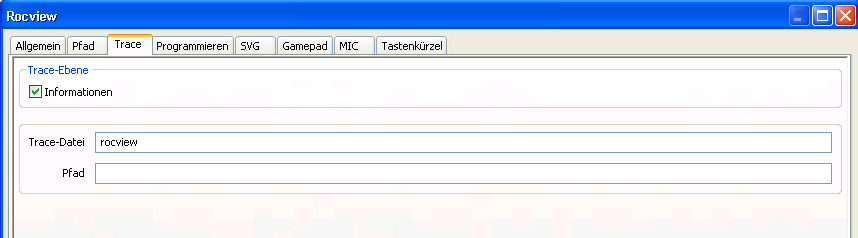 Rocview
Allgemein Pfad Trace Programmieren SVG Gamepad MIC Tastenkürzel
Trace-Ebene
Informationen
Trace-Datei rocview
Pfad